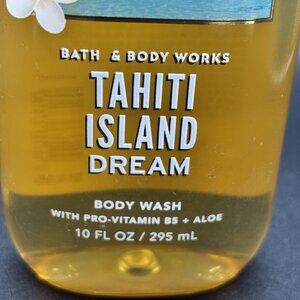 BATH & BODY WORKS
TAHITI
ISLAND
DREAM
BODY WASH
WITH PRO-VITAMIN B5 + ALOE
10 FL OZ / 295 mL